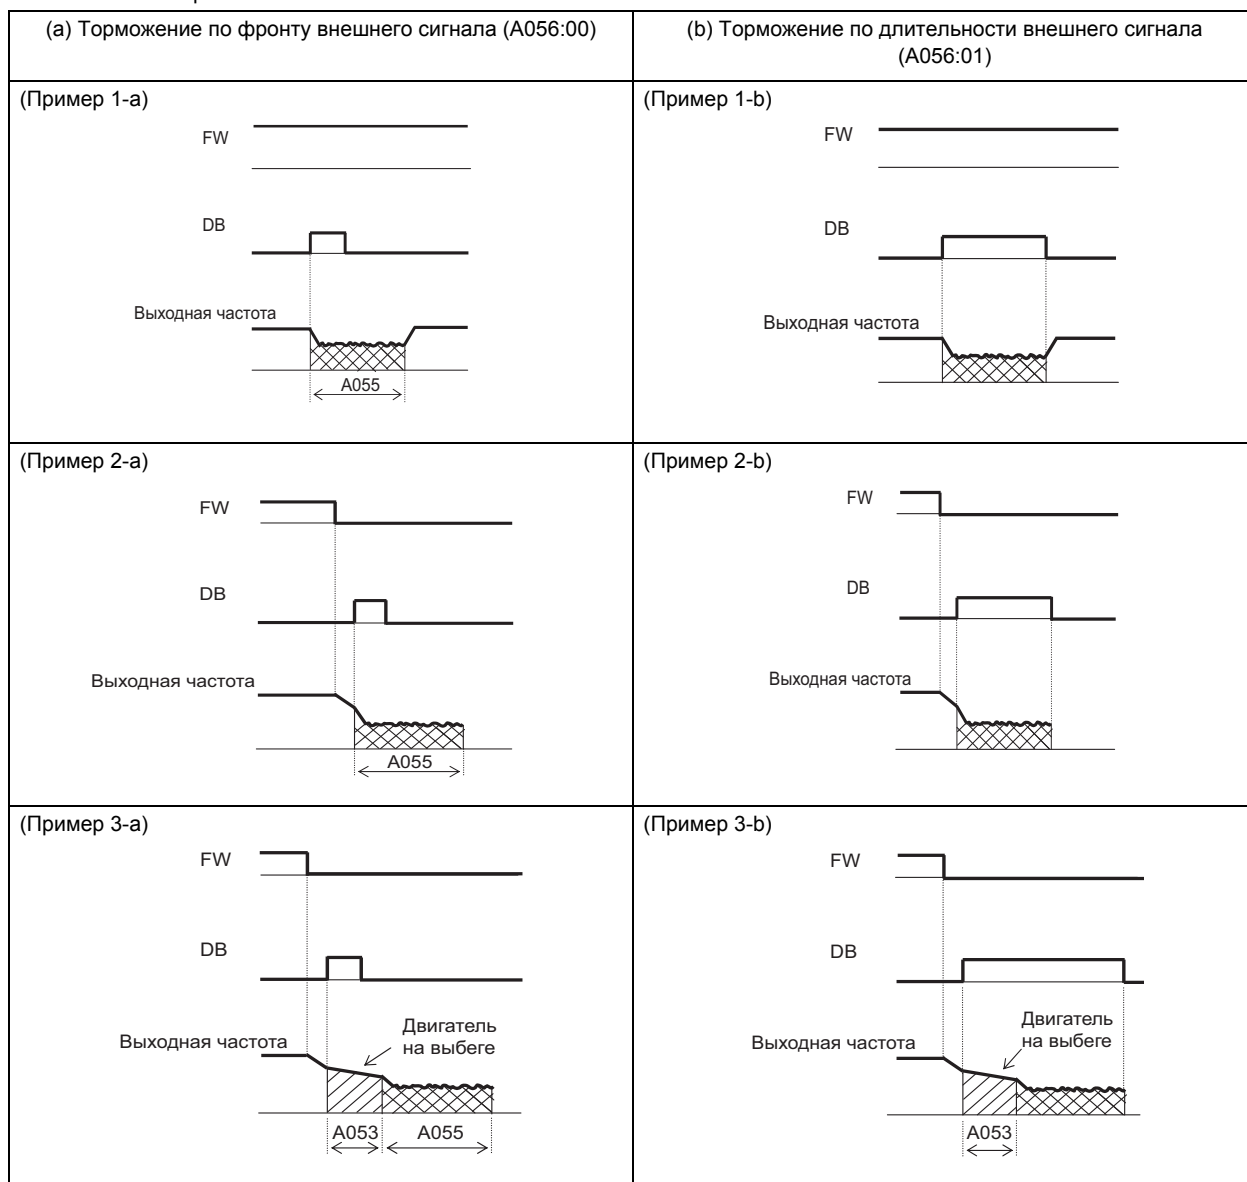 (a) Торможение по фронту внешнего сигнала (A056:00)
(b) Торможение по длительности внешнего сигнала
(A056:01)
(Пример 1-a)
FW
DB
Выходная частота
A055
(Пример 1-b)
FW
DB
Выходная частота
(Пример 2-a)
FW
DB
Выходная частота
A055
(Пример 2-b)
FW
DB
Выходная частота
(Пример 3-a)
FW
DB
Двигатель
на выбеге
Выходная частота
A053
A055
(Пример 3-b)
FW
DB
Двигатель
на выбеге
Выходная частота
A053